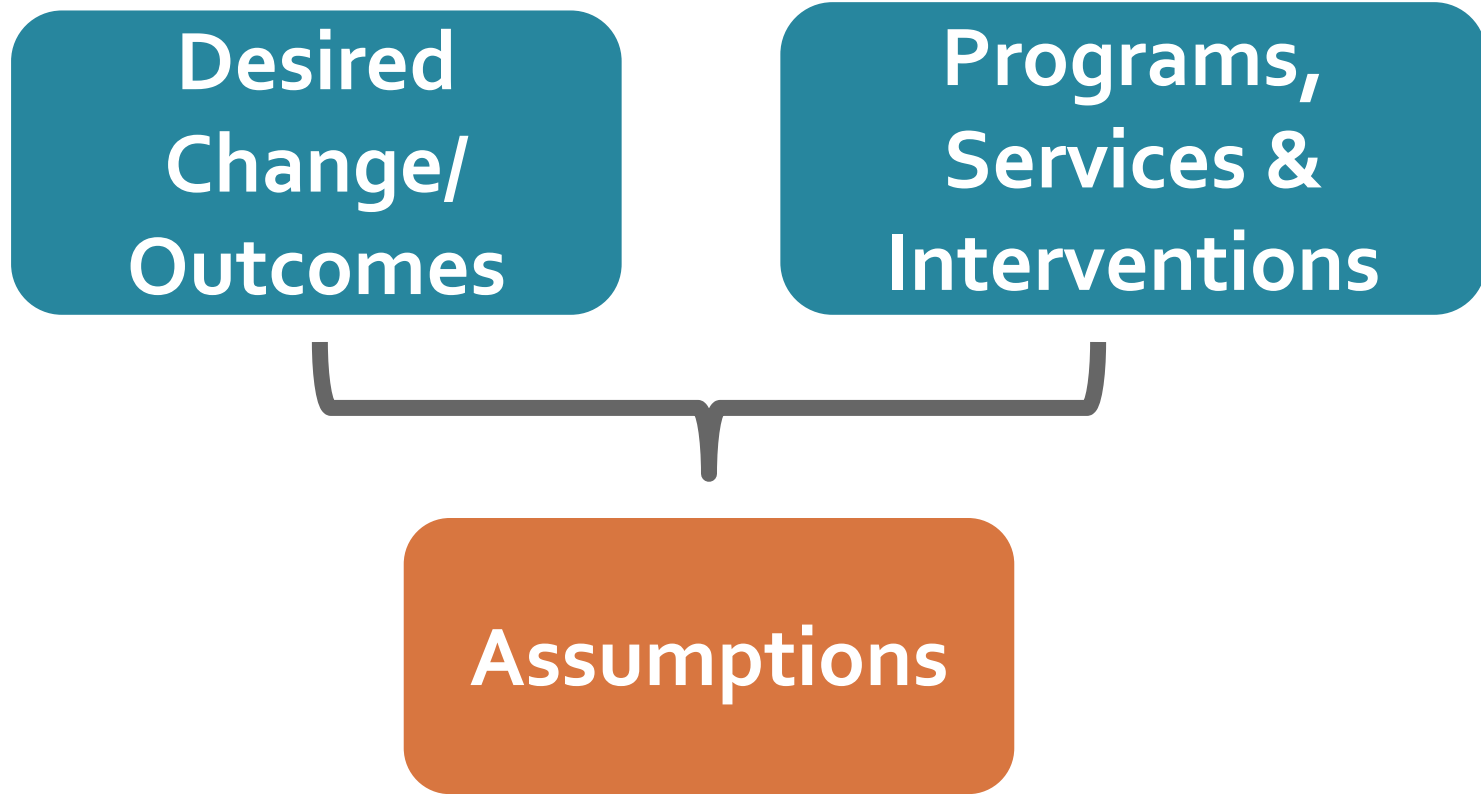 Desired
Change/
Outcomes
Programs,
Services &
Interventions
Assumptions